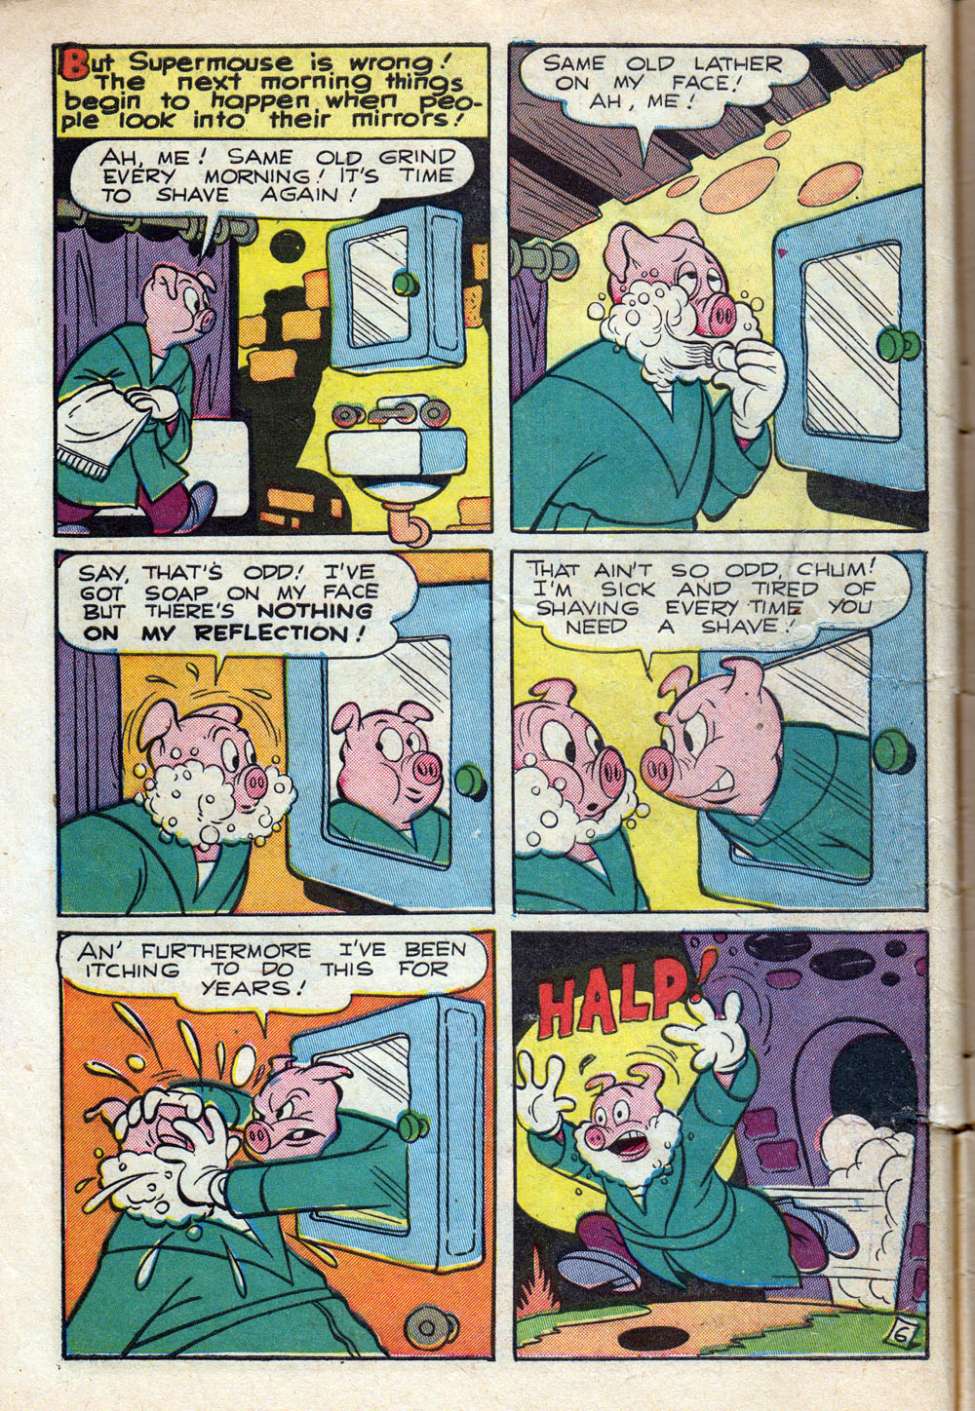 But Supermouse is wrong!
The next morning things
begin to happen when peo-
ple look into their mirrors!
AH, ME! SAME OLD GRIND
EVERY MORNING! IT'S TIME
TO SHAVE AGAIN!
SAME OLD LATHER
ON MY FACE!
AH, ME!
SAY, THAT'S ODD! I'VE
GOT SOAP ON MY FACE
BUT THERE'S NOTHING
ON MY REFLECTION!
THAT AIN'T SO ODD, CHUM!
I'M SICK AND TIRED OF
SHAVING EVERY TIME YOU
NEED A SHAVE!
AN' FURTHERMORE I'VE BEEN
ITCHING TO DO THIS FOR
YEARS!
HALP!
6